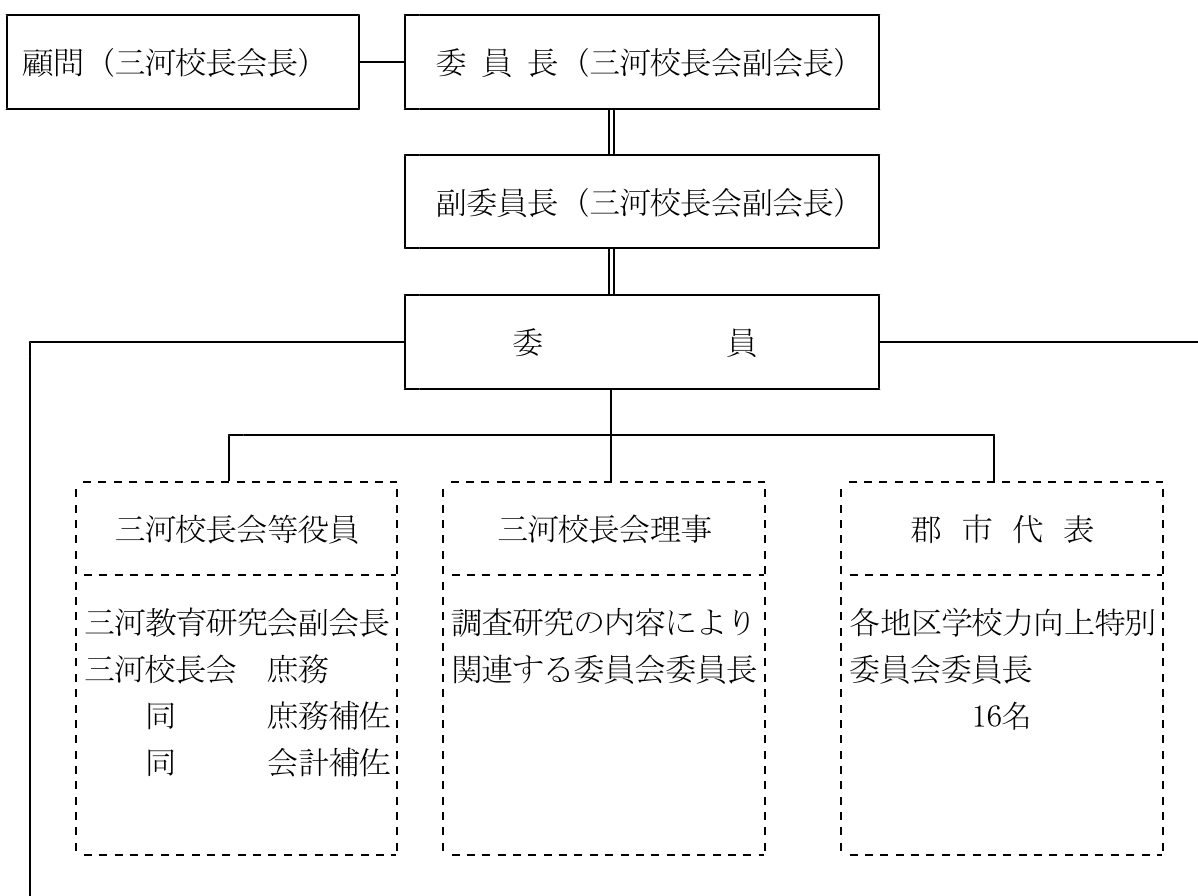 顧問（三河校長会長）
委 員 長（三河校長会副会長）
副委員長（三河校長会副会長）
委　　　　　　員
三河校長会等役員
三河教育研究会副会長
三河校長会　庶務
同　　　庶務補佐
同　　　会計補佐
三河校長会理事
調査研究の内容により
関連する委員会委員長
郡 市 代 表
各地区学校力向上特別
委員会委員長
16名